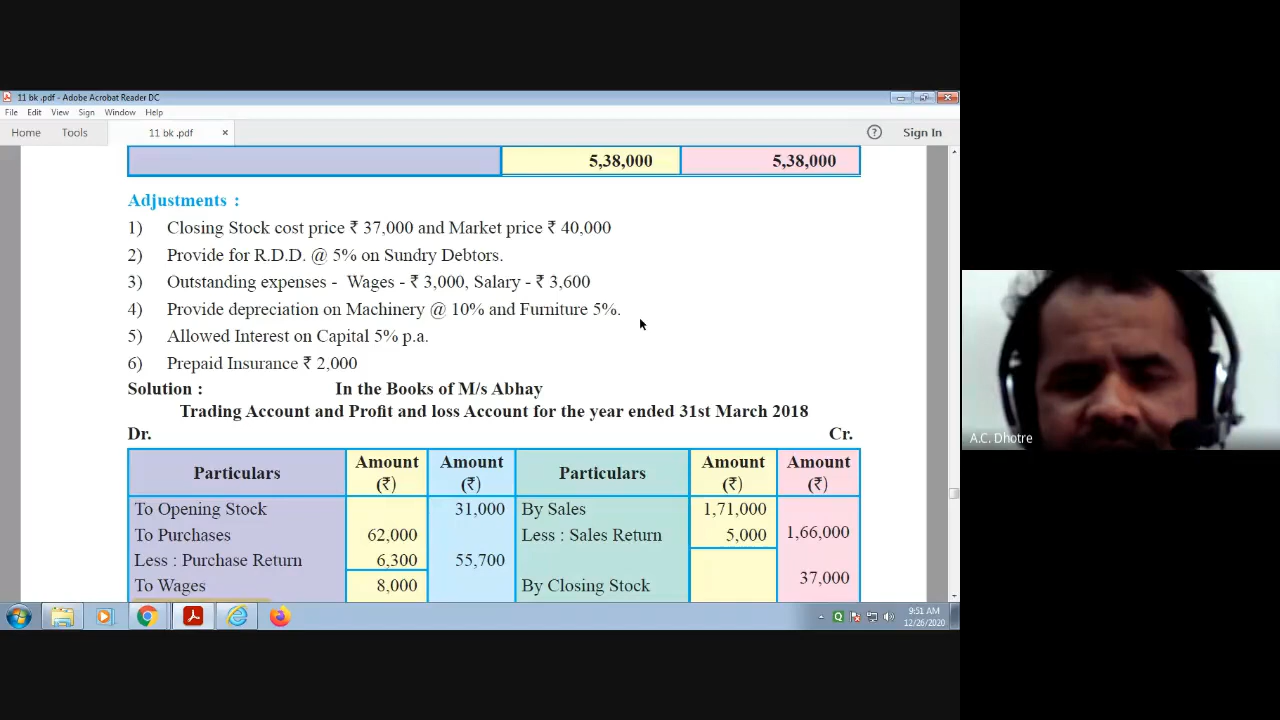 11 bk .pdf - Adobe Acrobat Reader DC
File Edit View Sign Window Help
Home Tools 11 bk .pdf × ? Sign In
5,38,000 5,38,000
Adjustments :
1) Closing Stock cost price ₹ 37,000 and Market price ₹ 40,000
2) Provide for R.D.D. @ 5% on Sundry Debtors.
3) Outstanding expenses - Wages - ₹ 3,000, Salary - ₹ 3,600
4) Provide depreciation on Machinery @ 10% and Furniture 5%.
5) Allowed Interest on Capital 5% p.a.
6) Prepaid Insurance ₹ 2,000
Solution : In the Books of M/s Abhay
Trading Account and Profit and loss Account for the year ended 31st March 2018
Dr. Cr.
Particulars Amount (₹) Amount (₹) Particulars Amount (₹) Amount (₹)
To Opening Stock 31,000 By Sales 1,71,000
To Purchases 62,000 Less : Sales Return 5,000 1,66,000
Less : Purchase Return 6,300 55,700
To Wages 8,000 By Closing Stock 37,000
A.C. Dhotre
9:51 AM
12/26/2020